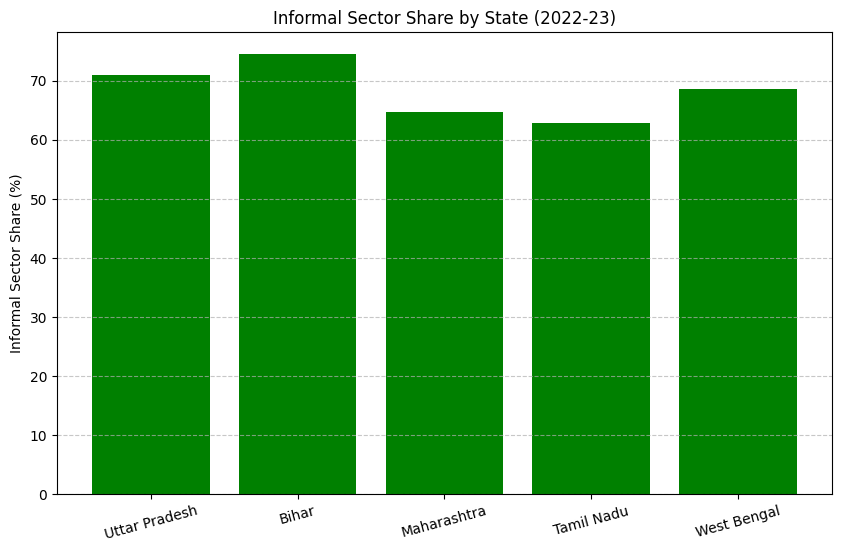 Informal Sector Share by State (2022-23)
Informal Sector Share (%)
70
60
50
40
30
20
10
0
Uttar Pradesh
Bihar
Maharashtra
Tamil Nadu
West Bengal